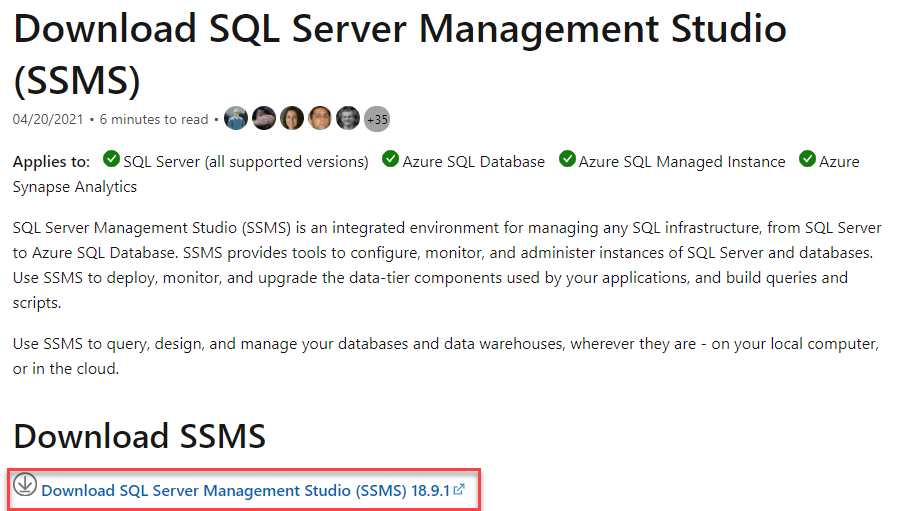 Download SQL Server Management Studio
(SSMS)
04/20/2021 • 6 minutes to read • +35
Applies to: SQL Server (all supported versions) Azure SQL Database Azure SQL Managed Instance Azure
Synapse Analytics
SQL Server Management Studio (SSMS) is an integrated environment for managing any SQL infrastructure, from SQL Server
to Azure SQL Database. SSMS provides tools to configure, monitor, and administer instances of SQL Server and databases.
Use SSMS to deploy, monitor, and upgrade the data-tier components used by your applications, and build queries and
scripts.
Use SSMS to query, design, and manage your databases and data warehouses, wherever they are - on your local computer,
or in the cloud.
Download SSMS
Download SQL Server Management Studio (SSMS) 18.9.1